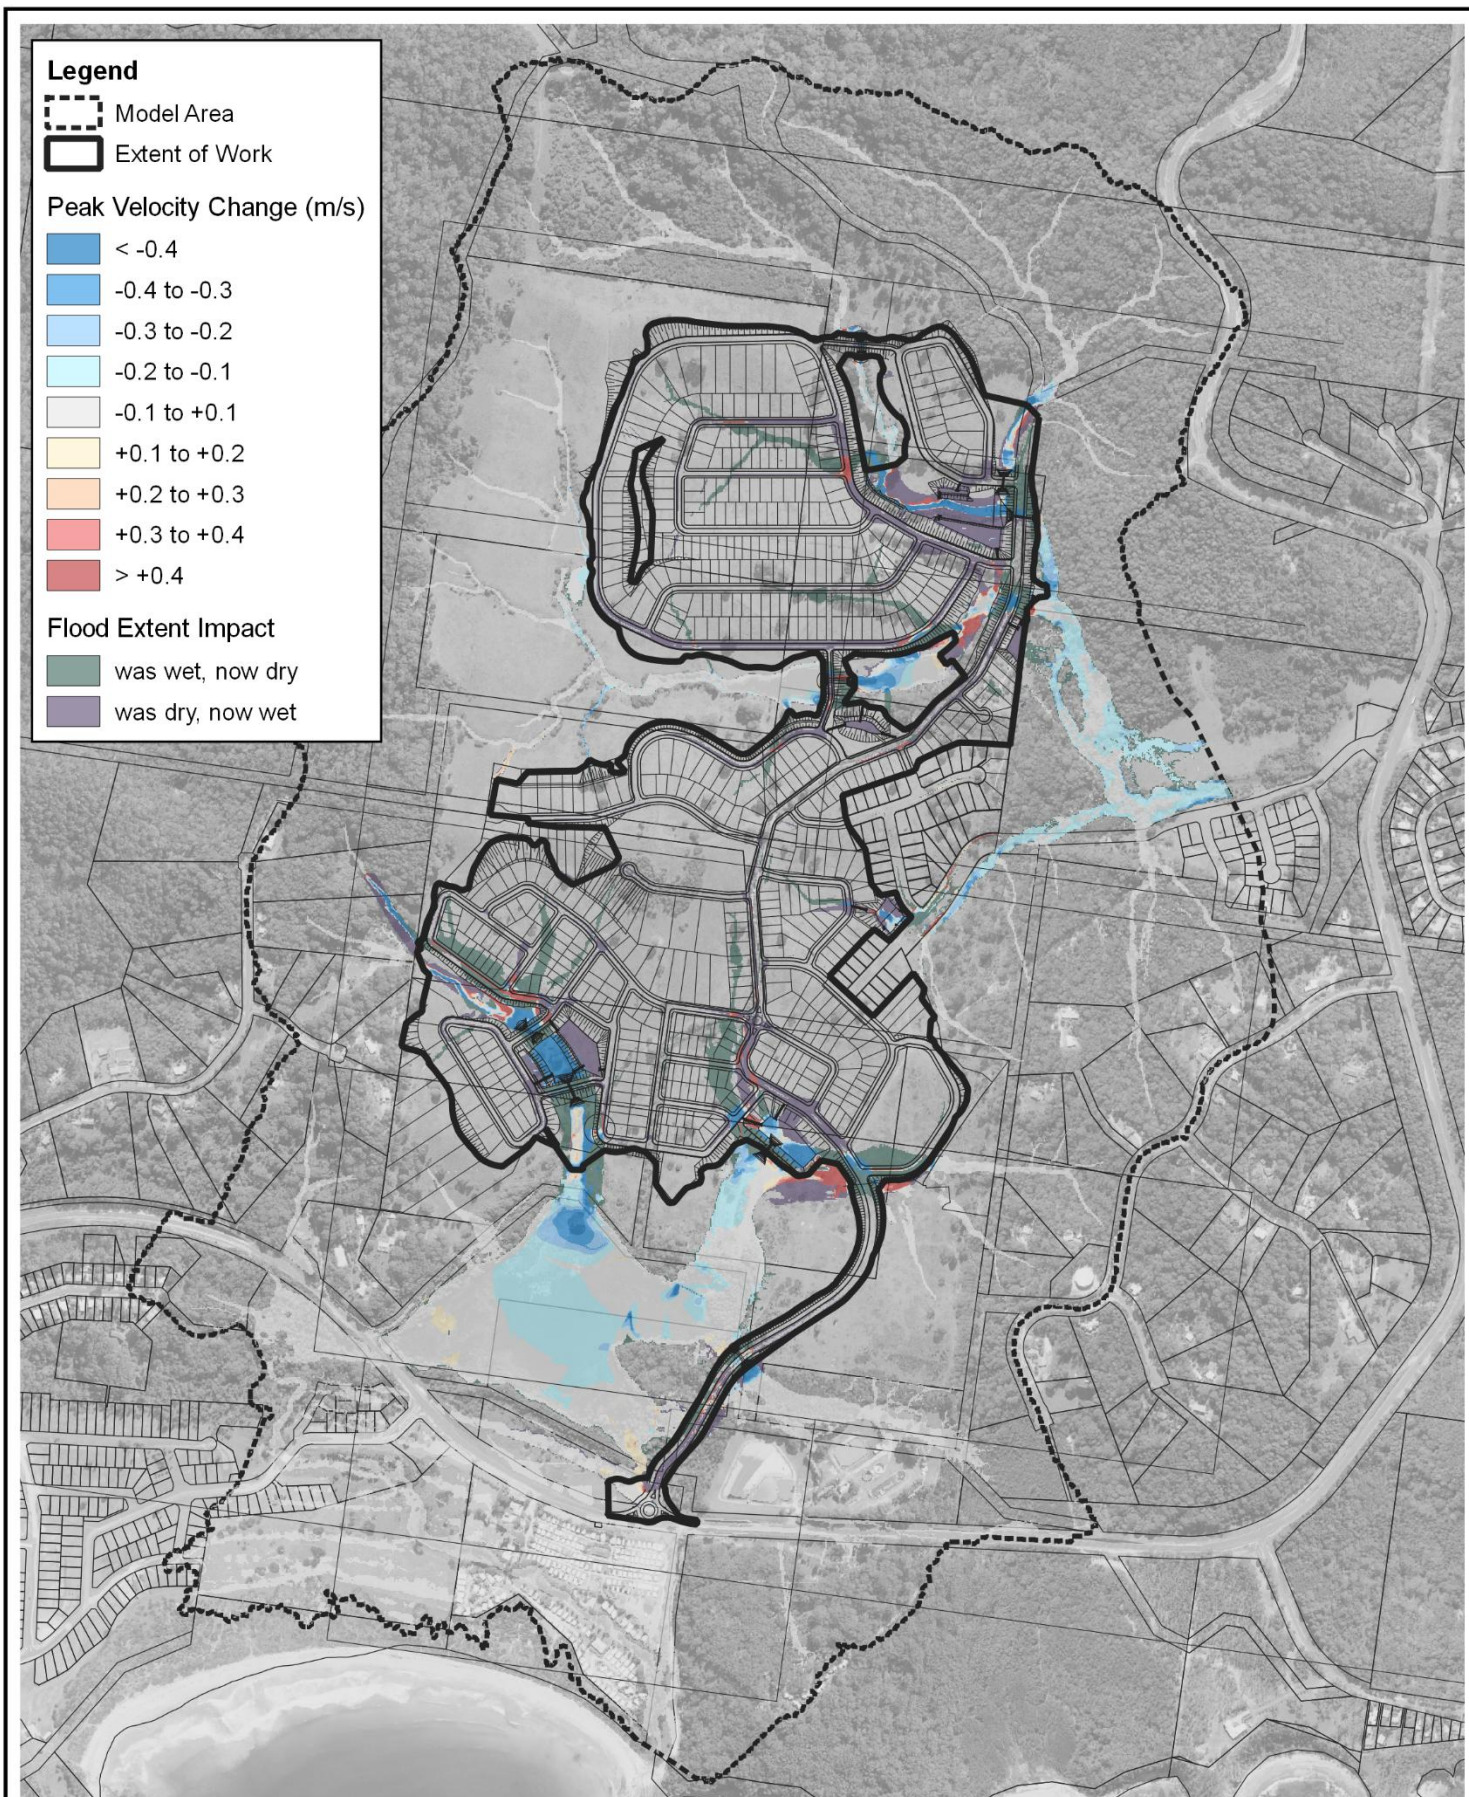 Legend
Model Area
Extent of Work
Peak Velocity Change (m/s)
< -0.4
-0.4 to -0.3
-0.3 to -0.2
-0.2 to -0.1
-0.1 to +0.1
+0.1 to +0.2
+0.2 to +0.3
+0.3 to +0.4
> +0.4
Flood Extent Impact
was wet, now dry
was dry, now wet